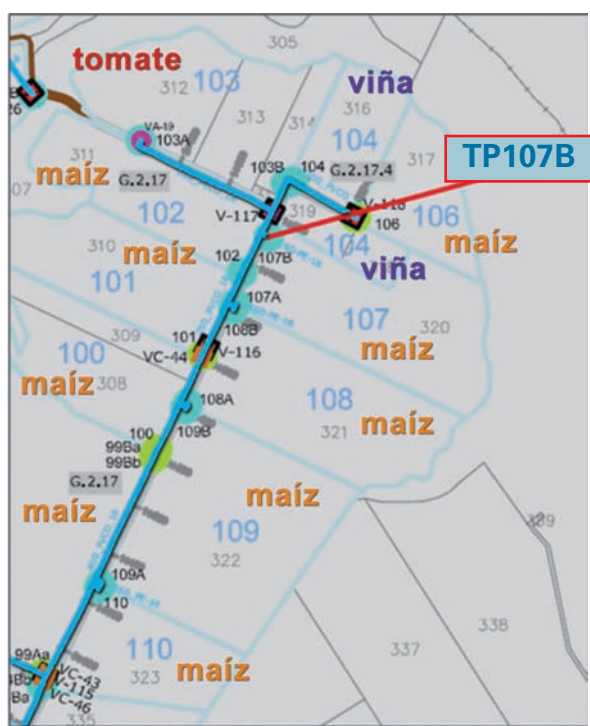 305
tomate
312
103
viña
316
VA-19
103A
313
314
104
317
TP107B
311
103B
104
G.2.17.4
maíz
G.2.17
V-117
319
106
102
106
104
maíz
310
maíz
102
107B
viña
101
107A
107
320
309
101
108B
maíz
100
VC-44
V-116
maíz
308
108A
108
100
109B
321
maíz
99Ba
99Bb
G.2.17
maíz
maíz
109
339
322
109A
110
338
337
99Aa
110
maíz
VC-43
323
V-115
Ba
VC-46
335